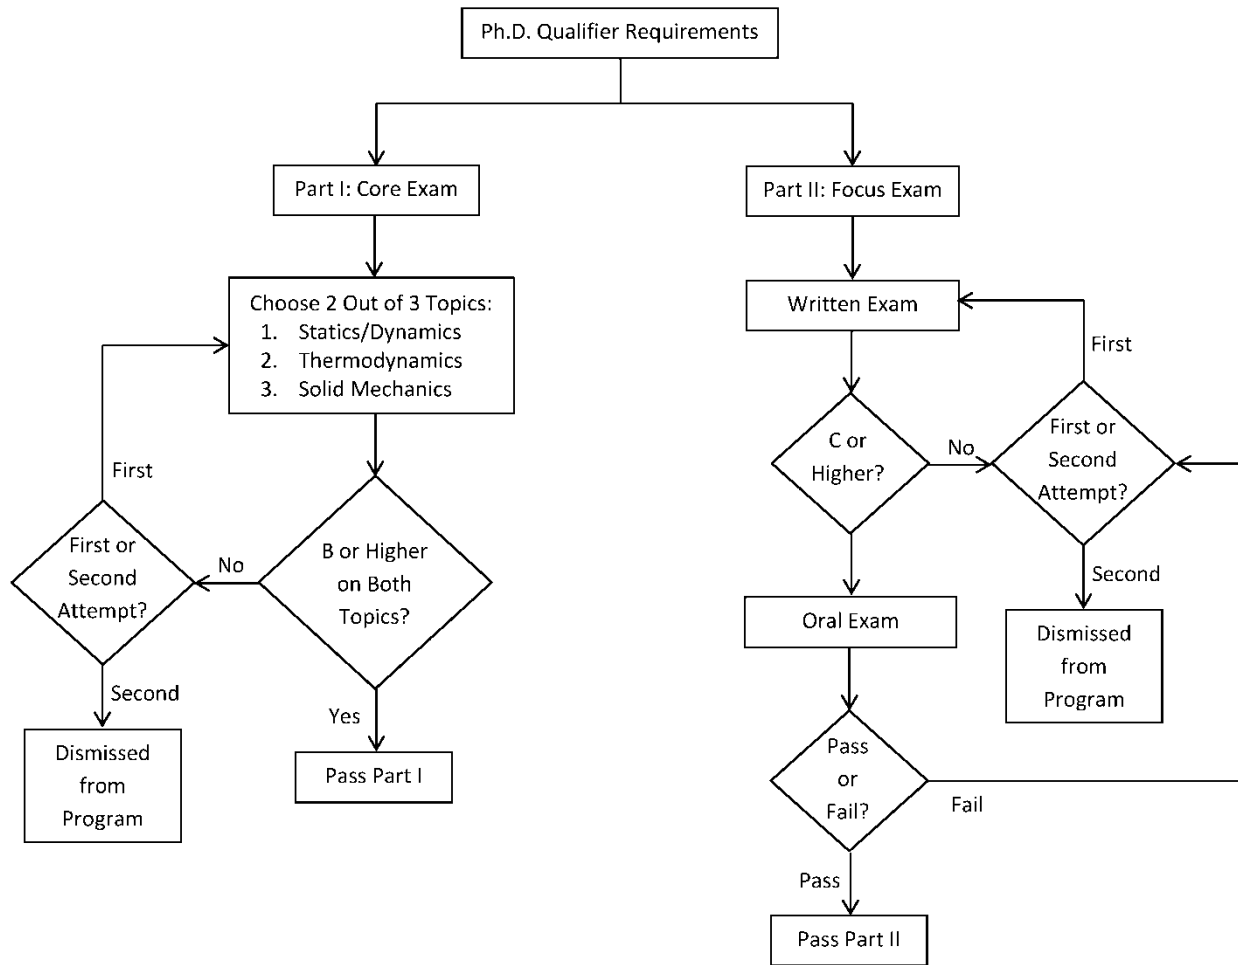 Ph.D. Qualifier Requirements
Part I: Core Exam
Choose 2 Out of 3 Topics:
1. Statics/Dynamics
2. Thermodynamics
3. Solid Mechanics
First
First or
Second
Attempt?
No
B or Higher
on Both
Topics?
Second
Dismissed
from
Program
Yes
Pass Part I
Part II: Focus Exam
Written Exam
First
C or
Higher?
No
First or
Second
Attempt?
Second
Dismissed
from
Program
Oral Exam
Pass
or
Fail?
Fail
Pass
Pass Part II